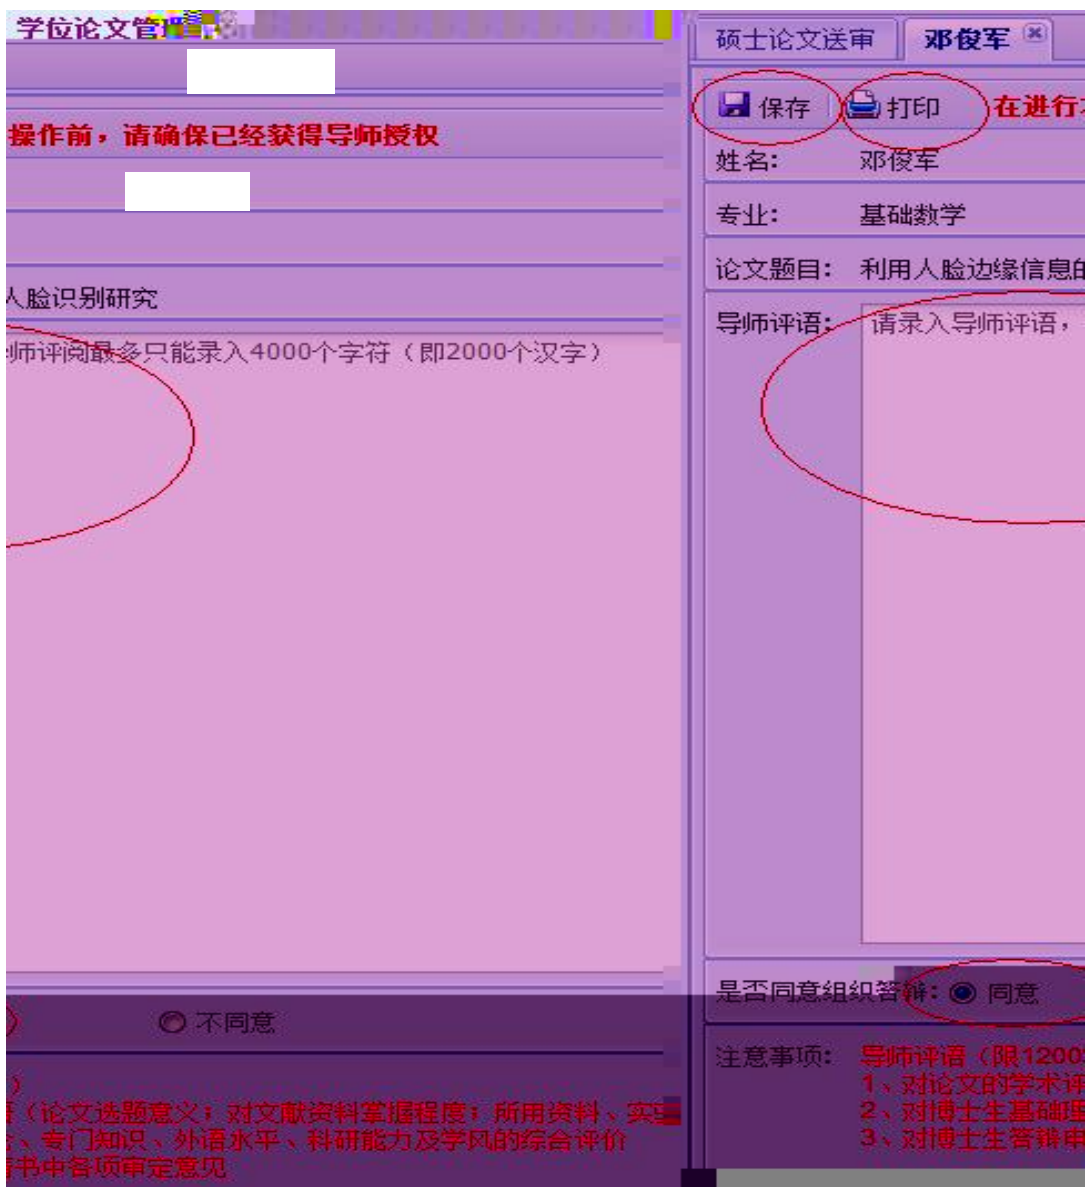 学位论文管理
操作前，请确保已经获得导师授权
人脸识别研究
师评阅最多只能录入4000个字符（即2000个汉字）
不同意
（论文选题意义；对文献资料掌握程度；所用资料、实
、专门知识、外语水平、科研能力及学风的综合评价
书中各项审定意见
硕士论文送审 邓俊军
保存 打印 在进行
姓名： 邓俊军
专业： 基础数学
论文题目： 利用人脸边缘信息的
导师评语： 请录入导师评语，
是否同意组织答辩： 同意
注意事项： 导师评语（限1200
1、对论文的学术评
2、对博士生基础理
3、对博士生答辩申